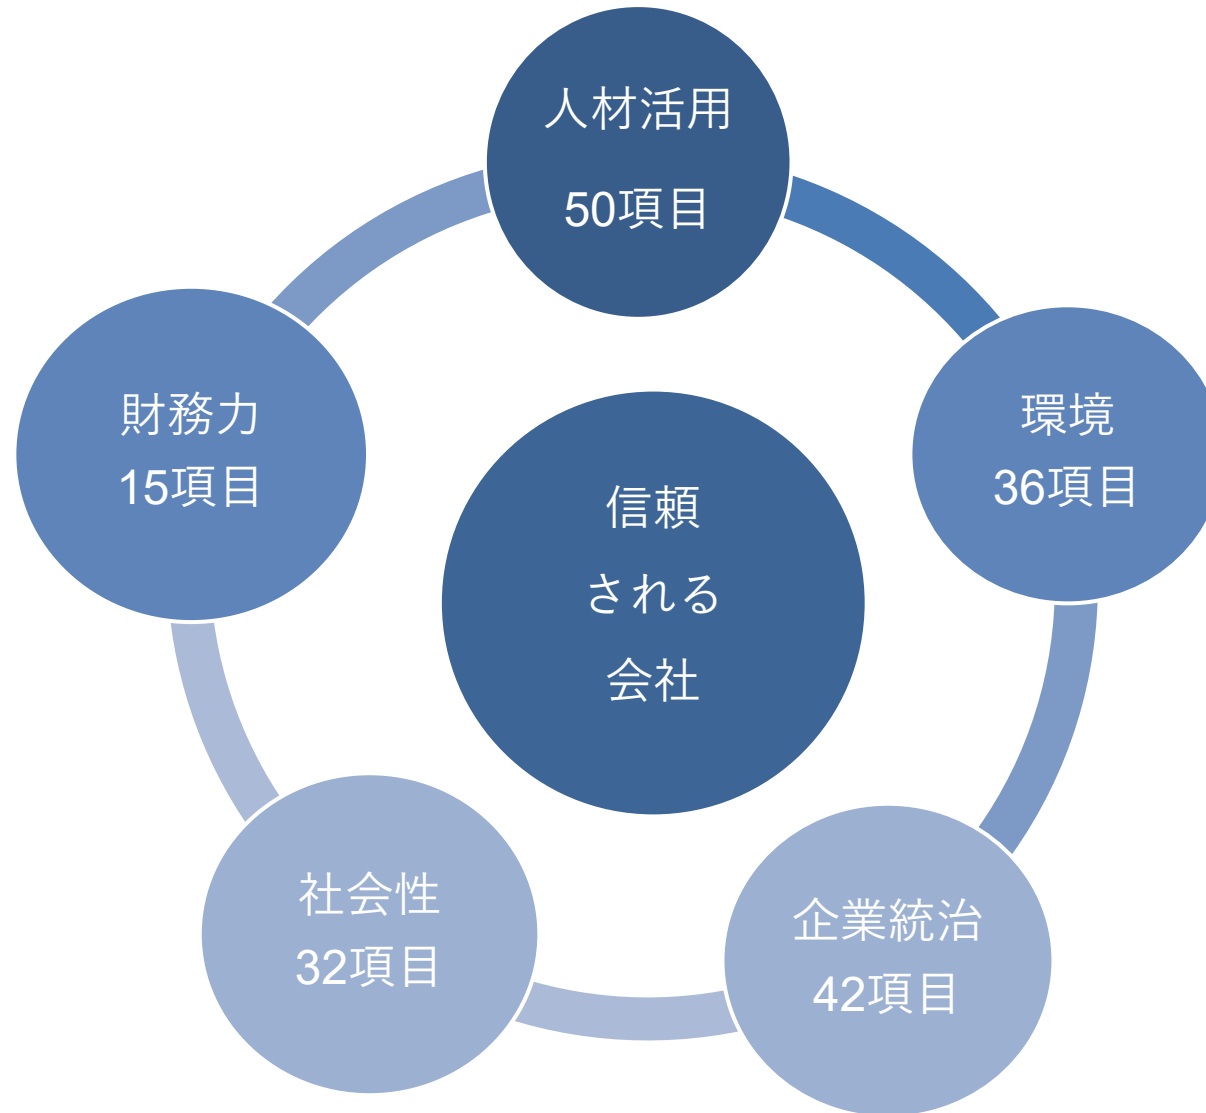 人材活用
50項目
財務力
15項目
環境
36項目
信頼
される
会社
社会性
32項目
企業統治
42項目